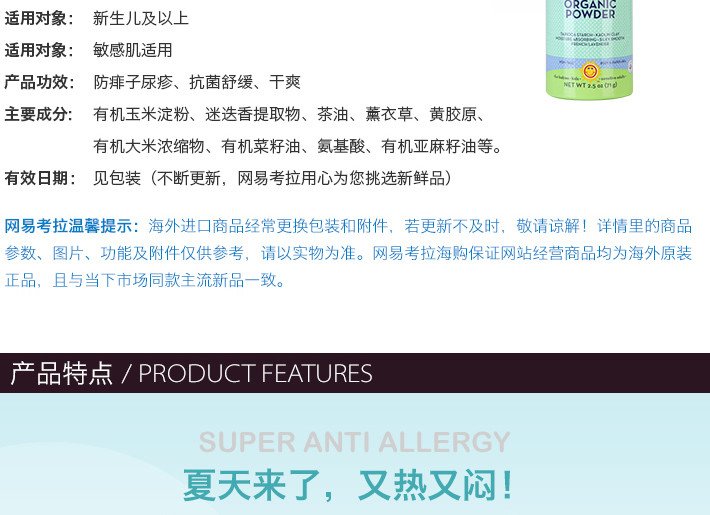 ORGANIC
POWDER
TAPIOCA STARCH • KAOLIN CLAY
MOISTURE ABSORBING • SILKY SMOOTH
FRENCH LAVENDER
NET WT 2.5 oz (71 g)
适用对象： 新生儿及以上
适用对象： 敏感肌适用
产品功效： 防痱子尿疹、抗菌舒缓、干爽
主要成分： 有机玉米淀粉、迷迭香提取物、茶油、薰衣草、黄胶原、
有机大米浓缩物、有机菜籽油、氨基酸、有机亚麻籽油等。
有效日期： 见包装（不断更新，网易考拉用心为您挑选新鲜品）
网易考拉温馨提示：海外进口商品经常更换包装和附件，若更新不及时，敬请谅解！详情里的商品
参数、图片、功能及附件仅供参考，请以实物为准。网易考拉海购保证网站经营商品均为海外原装
正品，且与当下市场同款主流新品一致。
产品特点 / PRODUCT FEATURES
SUPER ANTI ALLERGY
夏天来了，又热又闷！